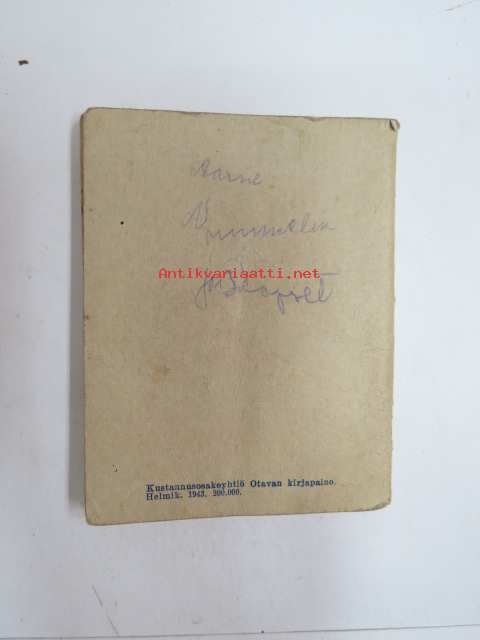 Aarne
Antikvariaatti.net
Kustannusosakeyhtiö Otavan kirjapaino.
Helmik. 1943. 200,000.